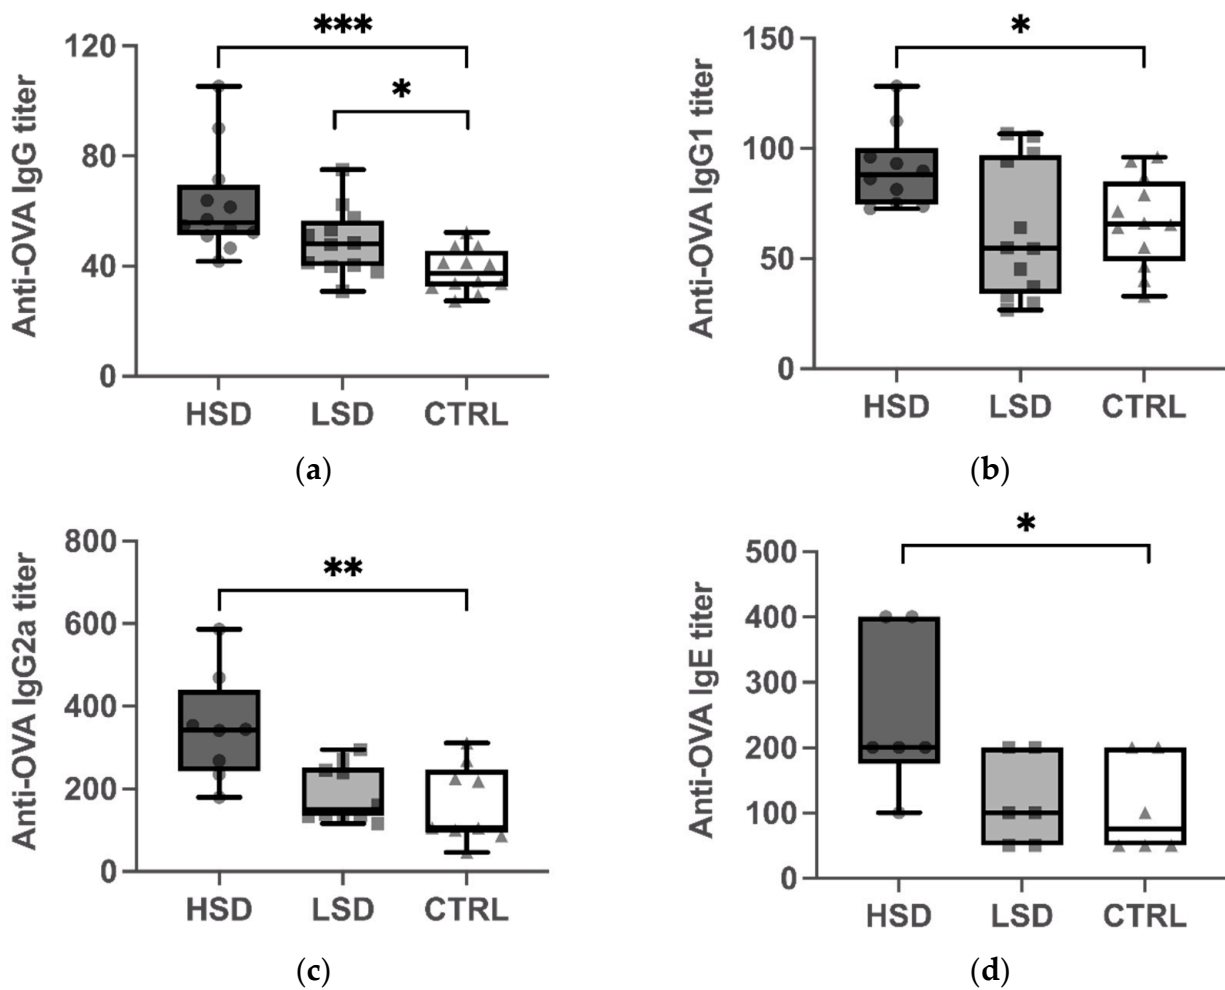 ***
*
120
80
40
0
Anti-OVA IgG titer
HSD LSD CTRL
(a)
*
150
100
50
0
Anti-OVA IgG1 titer
HSD LSD CTRL
(b)
**
800
600
400
200
0
Anti-OVA IgG2a titer
HSD LSD CTRL
(c)
*
500
400
300
200
100
0
Anti-OVA IgE titer
HSD LSD CTRL
(d)